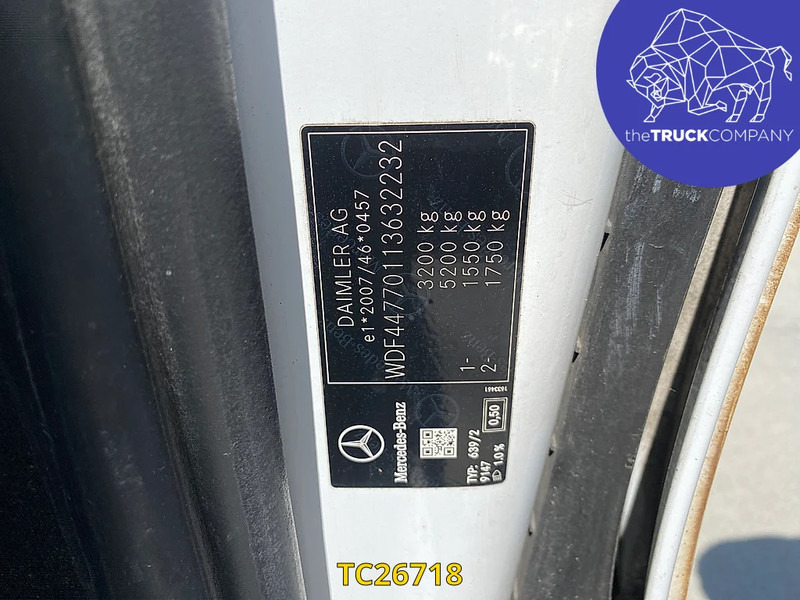 theTRUCKCOMPANY
DAIMLER AG
e1*2007/46*0457
WDF44770113632232
3200 kg
5200 kg
1- 1550 kg
2- 1750 kg
1633461
Mercedes-Benz
TYP: 639/2
9147
0,50
1.0%
TC26718